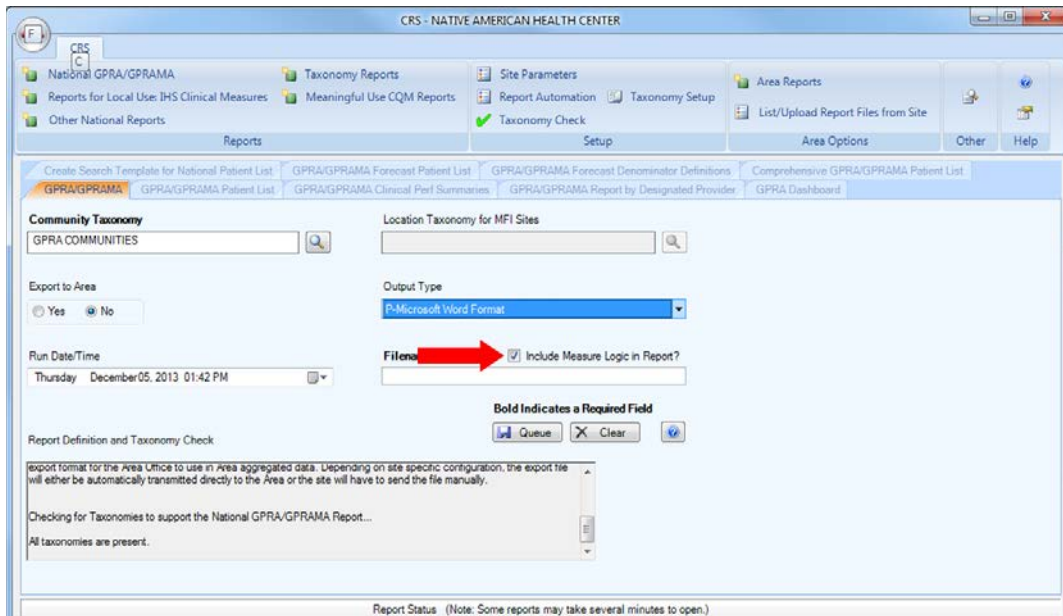 CRS - NATIVE AMERICAN HEALTH CENTER
F
CRS
C
National GPRA/GPRAMA
Taxonomy Reports
Site Parameters
Area Reports
Reports for Local Use: IHS Clinical Measures
Meaningful Use CQM Reports
Report Automation
Taxonomy Setup
List/Upload Report Files from Site
Other National Reports
Taxonomy Check
Reports
Setup
Area Options
Other
Help
Create Search Template for National Patient List
GPRA/GPRAMA Forecast Patient List
GPRA/GPRAMA Forecast Denominator Definitions
Comprehensive GPRA/GPRAMA Patient List
GPRA/GPRAMA
GPRA/GPRAMA Patient List
GPRA/GPRAMA Clinical Perf Summaries
GPRA/GPRAMA Report by Designated Provider
GPRA Dashboard
Community Taxonomy
Location Taxonomy for MFI Sites
GPRA COMMUNITIES
Export to Area
Output Type
Yes
No
P-Microsoft Word Format
Run Date/Time
Filena
Include Measure Logic in Report?
Thursday December 05, 2013 01:42 PM
Bold Indicates a Required Field
Queue
Clear
Report Definition and Taxonomy Check
export format for the Area Office to use in Area aggregated data. Depending on site specific configuration, the export file
will either be automatically transmitted directly to the Area or the site will have to send the file manually.
Checking for Taxonomies to support the National GPRA/GPRAMA Report...
All taxonomies are present.
Report Status (Note: Some reports may take several minutes to open.)